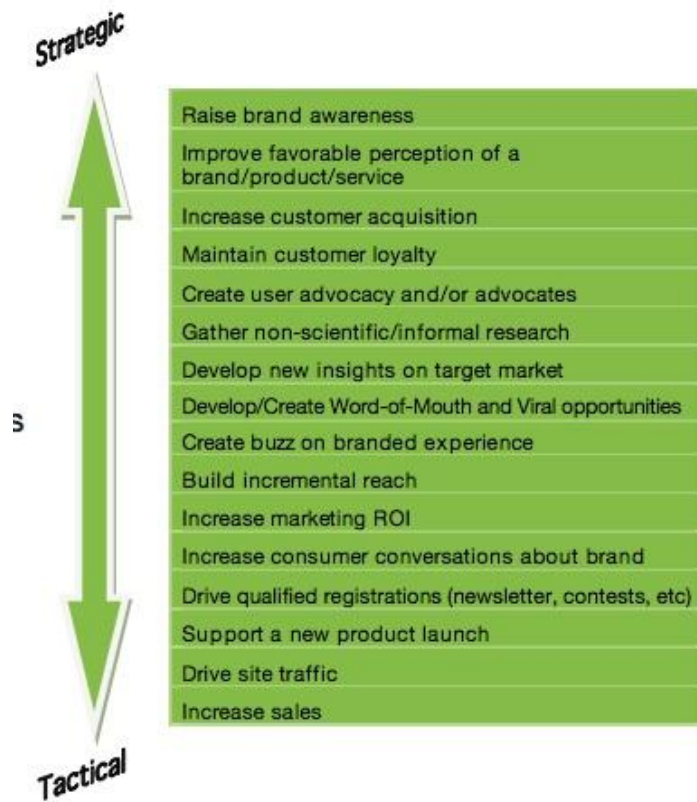 Strategic
Raise brand awareness
Improve favorable perception of a
brand/product/service
Increase customer acquisition
Maintain customer loyalty
Create user advocacy and/or advocates
Gather non-scientific/informal research
Develop new insights on target market
Develop/Create Word-of-Mouth and Viral opportunities
s
Create buzz on branded experience
Build incremental reach
Increase marketing ROI
Increase consumer conversations about brand
Drive qualified registrations (newsletter, contests, etc)
Support a new product launch
Drive site traffic
Increase sales
Tactical